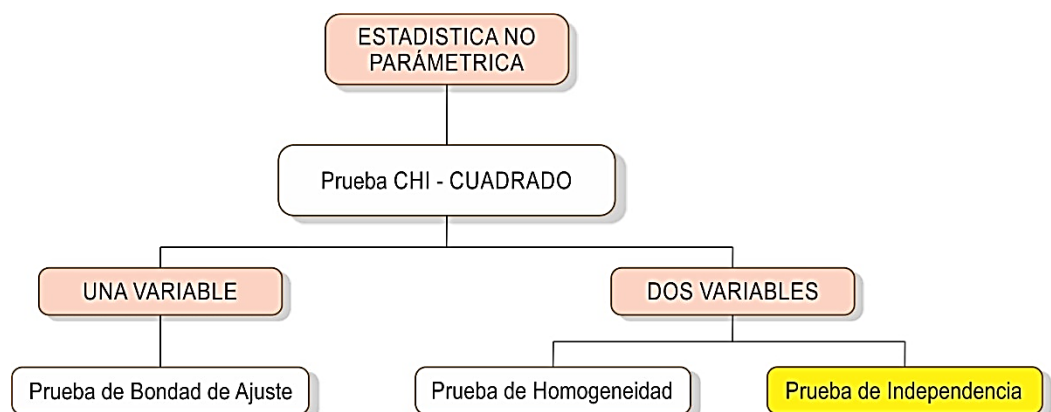 ESTADISTICA NO
PARÁMETRICA
Prueba CHI - CUADRADO
UNA VARIABLE
DOS VARIABLES
Prueba de Bondad de Ajuste
Prueba de Homogeneidad
Prueba de Independencia